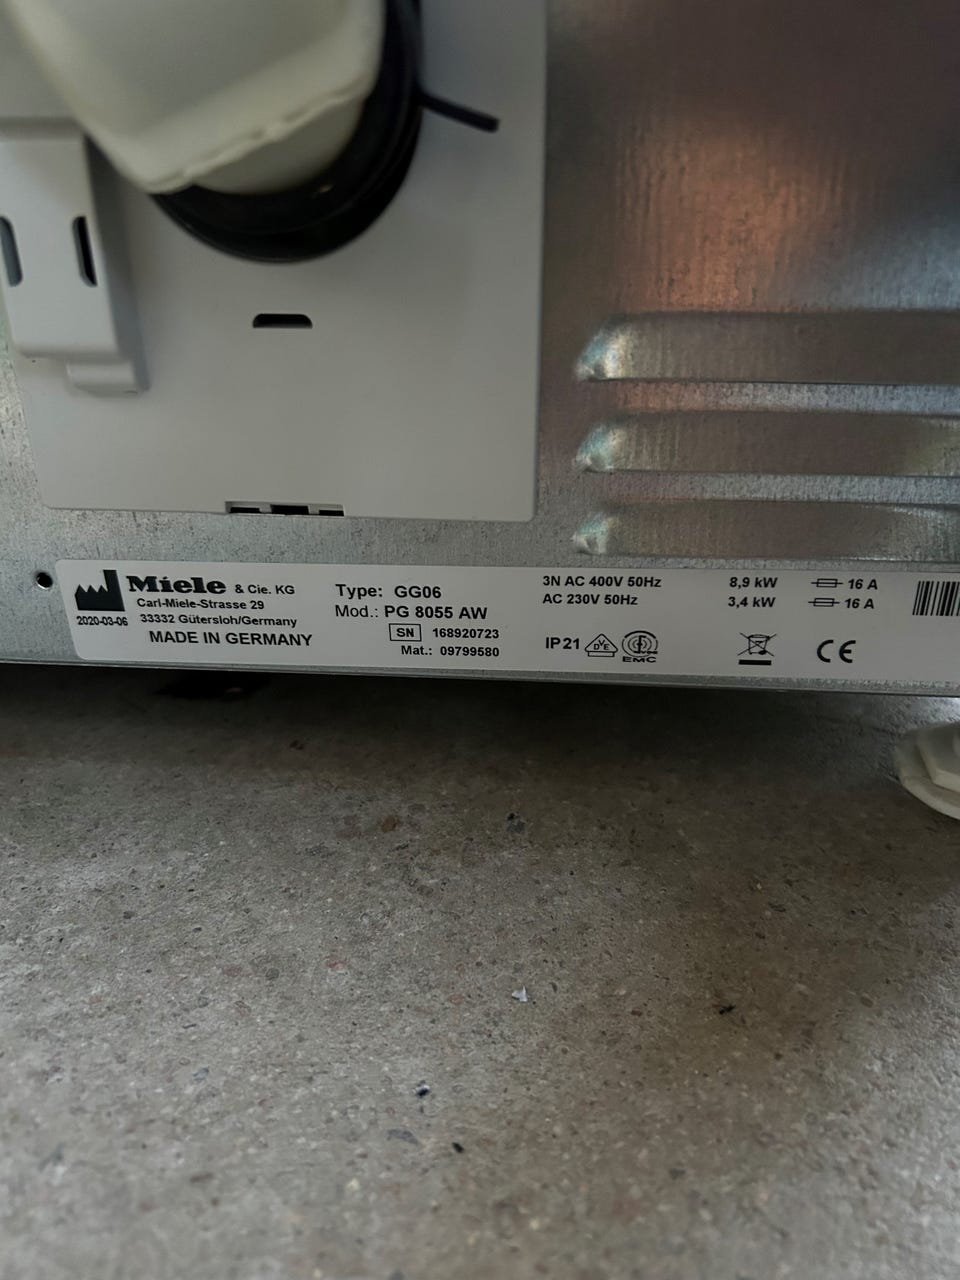 Miele & Cie. KG
Carl-Miele-Strasse 29
33332 Gütersloh/Germany
2020-03-06
MADE IN GERMANY
Type: GG06
Mod.: PG 8055 AW
SN 168920723
Mat.: 09799580
3N AC 400V 50Hz 8,9 kW 16 A
AC 230V 50Hz 3,4 kW 16 A
IP21 DVE EMC CE